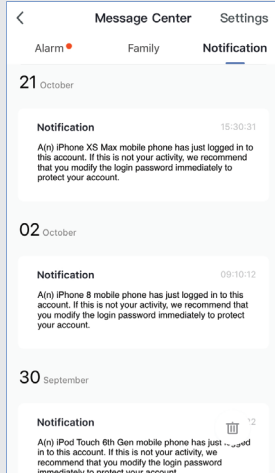 Message Center Settings
Alarm Family Notification
21 October
Notification 15:30:31
A(n) iPhone XS Max mobile phone has just logged in to
this account. If this is not your activity, we recommend
that you modify the login password immediately to
protect your account.
02 October
Notification 09:10:12
A(n) iPhone 8 mobile phone has just logged in to this
account. If this is not your activity, we recommend that
you modify the login password immediately to protect
your account.
30 September
Notification
A(n) iPod Touch 6th Gen mobile phone has just
in to this account. If this is not your activity, we
recommend that you modify the login password
immediately to protect your account